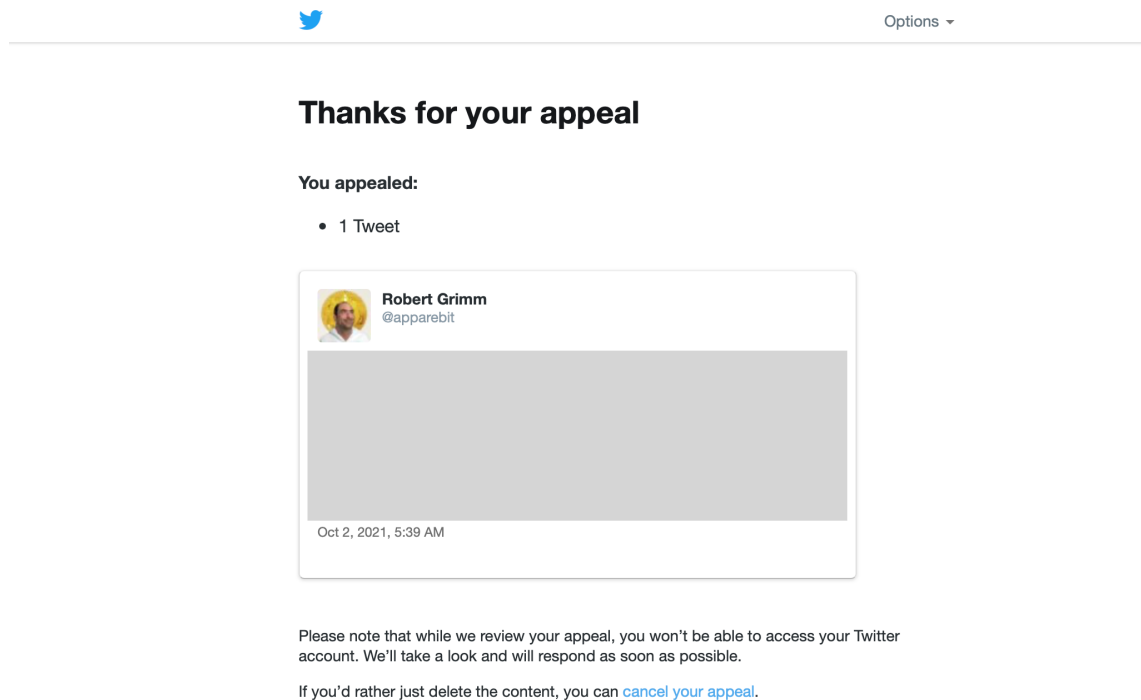 Options
Thanks for your appeal
You appealed:
• 1 Tweet
Robert Grimm
@apparebit
Oct 2, 2021, 5:39 AM
Please note that while we review your appeal, you won’t be able to access your Twitter
account. We’ll take a look and will respond as soon as possible.
If you’d rather just delete the content, you can cancel your appeal.